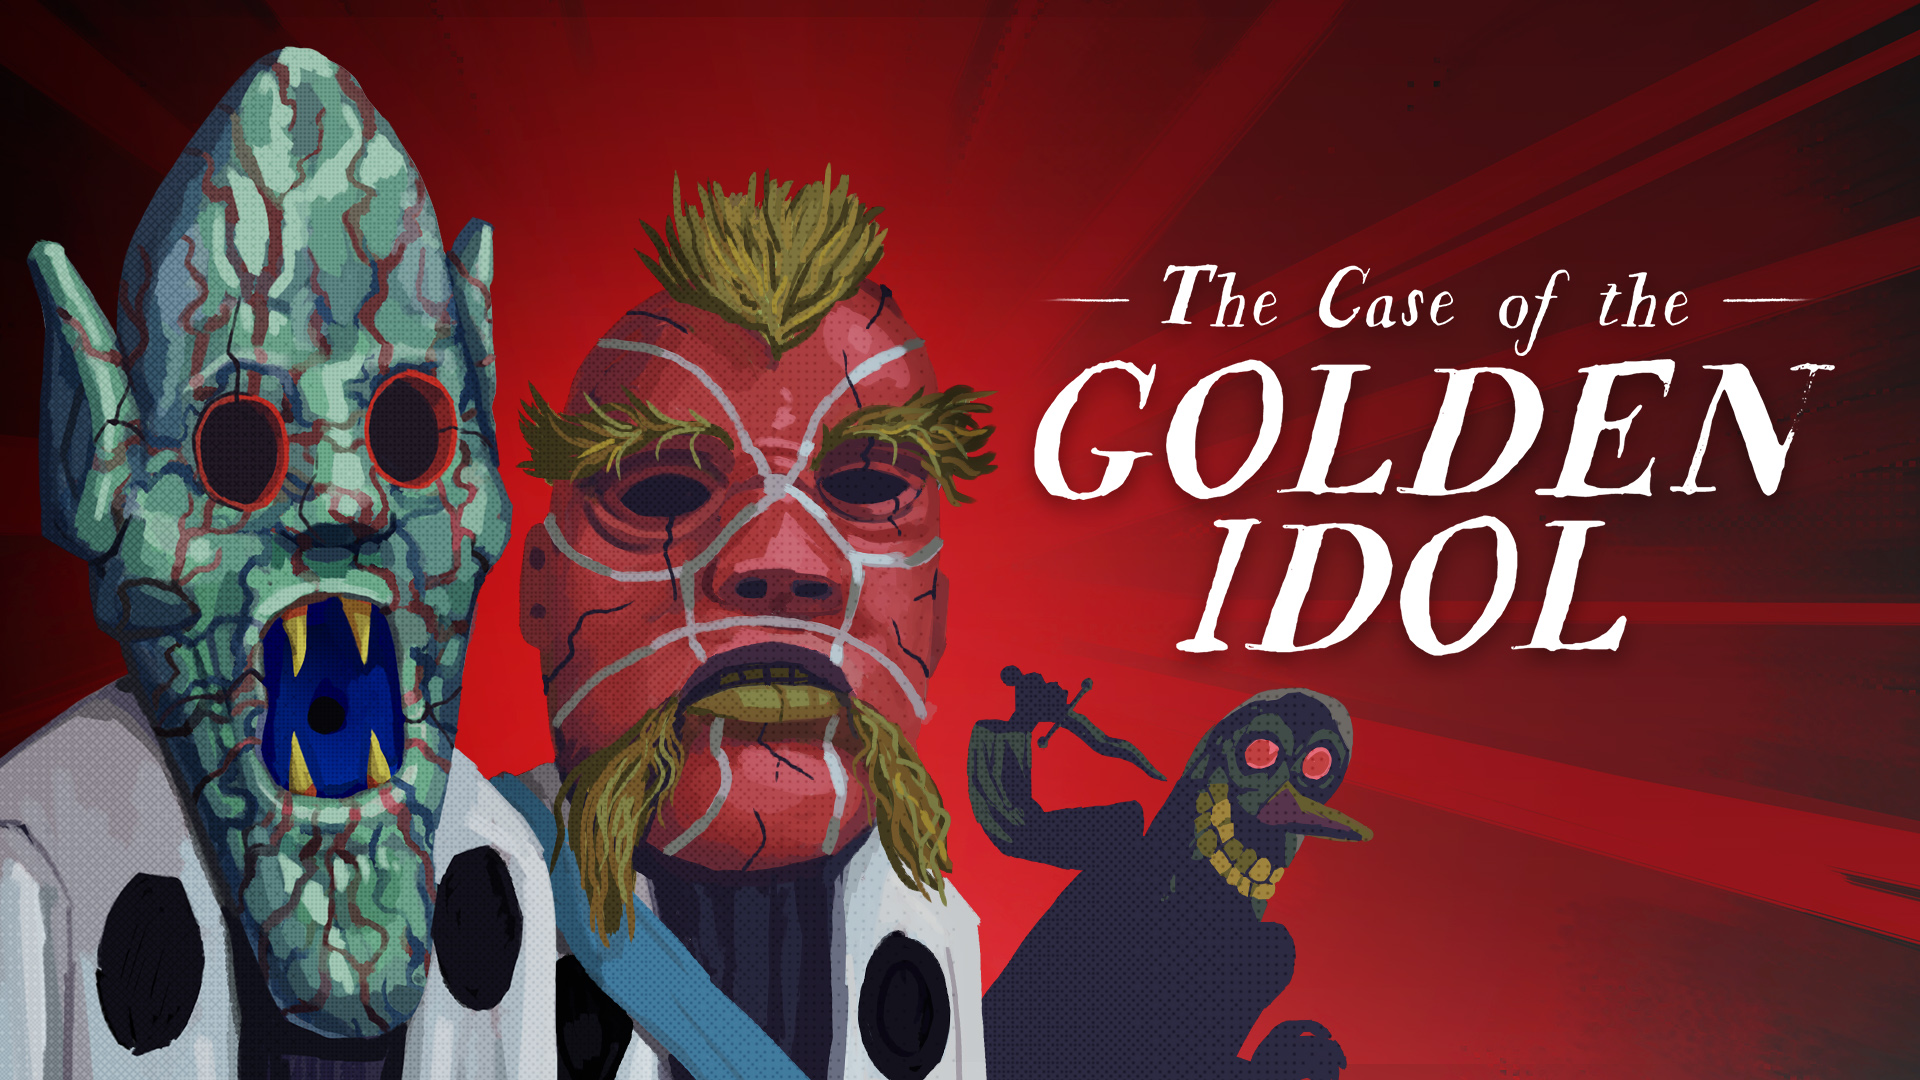 The Case of the
GOLDEN
IDOL